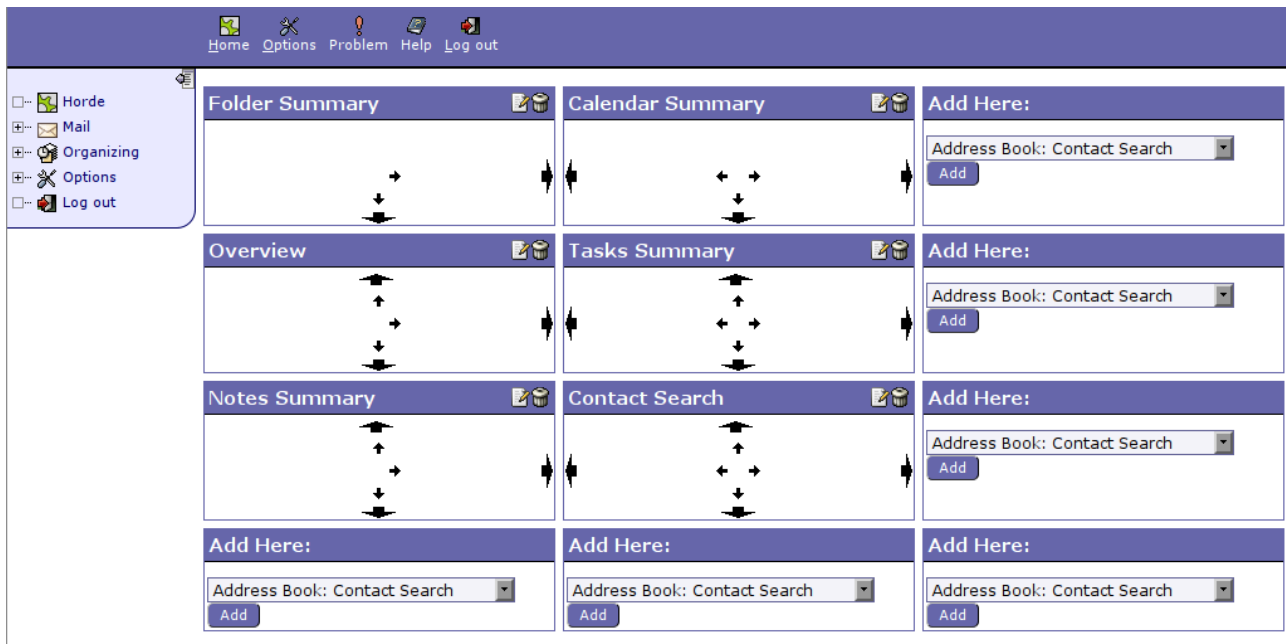 Home Options Problem Help Log out
Horde
Mail
Organizing
Options
Log out
Folder Summary Calendar Summary Add Here:
Address Book: Contact Search
Add
Overview Tasks Summary Add Here:
Address Book: Contact Search
Add
Notes Summary Contact Search Add Here:
Address Book: Contact Search
Add
Add Here: Add Here: Add Here:
Address Book: Contact Search Address Book: Contact Search Address Book: Contact Search
Add Add Add